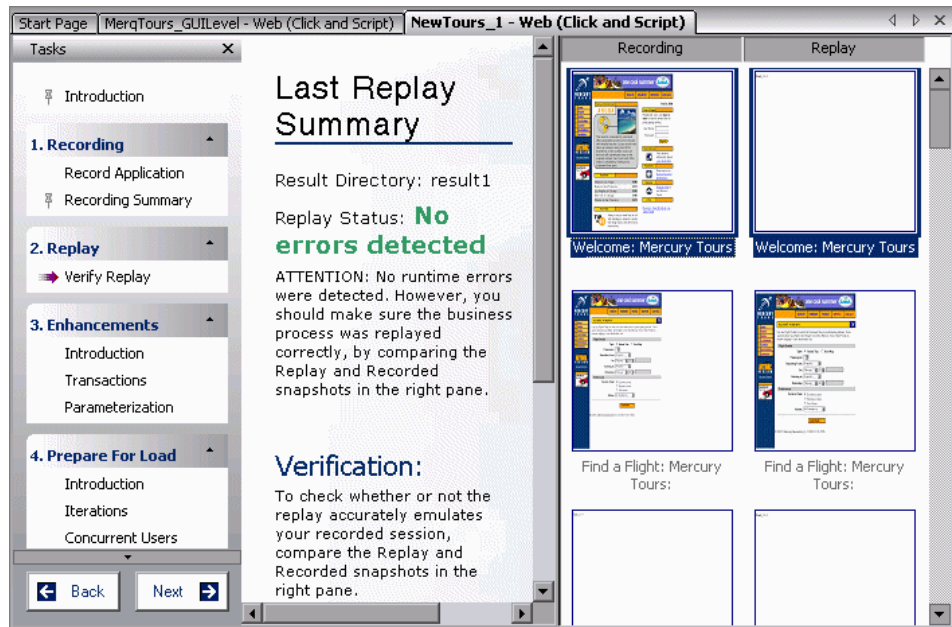 Start Page
MerqTours_GUILevel - Web (Click and Script)
NewTours_1 - Web (Click and Script)
Tasks
Introduction
1. Recording
Record Application
Recording Summary
2. Replay
Verify Replay
3. Enhancements
Introduction
Transactions
Parameterization
4. Prepare For Load
Introduction
Iterations
Concurrent Users
Back
Next
Last Replay
Summary
Result Directory: result1
Replay Status: No
errors detected
ATTENTION: No runtime errors
were detected. However, you
should make sure the business
process was replayed
correctly, by comparing the
Replay and Recorded
snapshots in the right pane.
Verification:
To check whether or not the
replay accurately emulates
your recorded session,
compare the Replay and
Recorded snapshots in the
right pane.
Recording
Replay
Welcome: Mercury Tours
Welcome: Mercury Tours
Find a Flight: Mercury
Tours:
Find a Flight: Mercury
Tours: